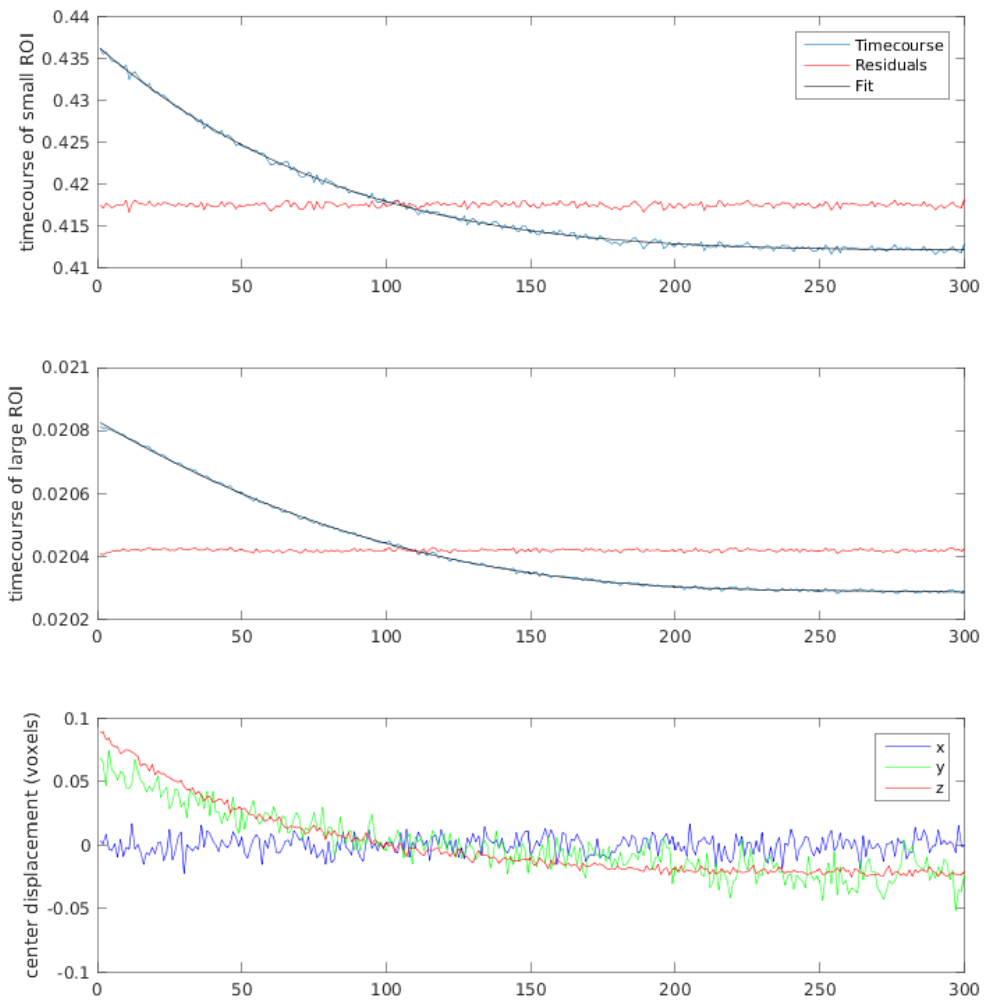 timecourse of small ROI
0.44
0.435
0.43
0.425
0.42
0.415
0.41
0 50 100 150 200 250 300
Timecourse
Residuals
Fit
timecourse of large ROI
0.021
0.0208
0.0206
0.0204
0.0202
0 50 100 150 200 250 300
center displacement (voxels)
0.1
0.05
0
-0.05
-0.1
0 50 100 150 200 250 300
x
y
z